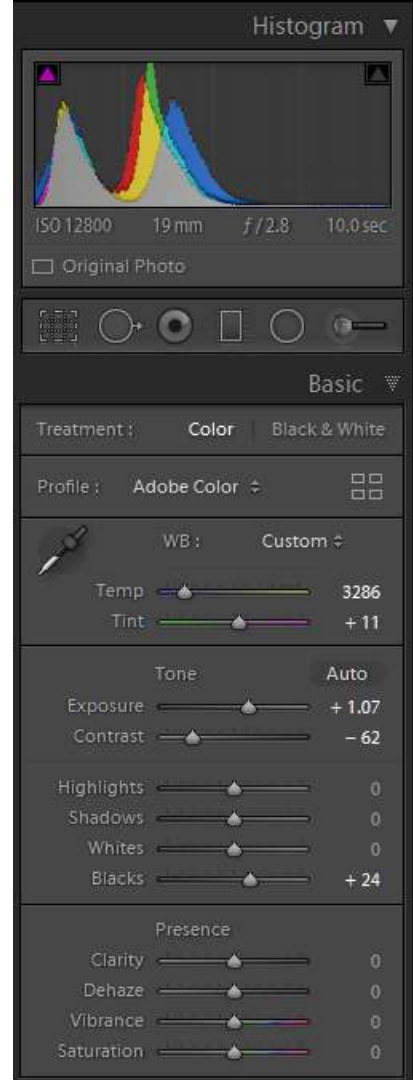 Histogram
ISO 12800 19 mm ƒ / 2.8 10.0 sec
Original Photo
Basic
Treatment : Color Black & White
Profile : Adobe Color
WB : Custom
Temp 3286
Tint + 11
Tone Auto
Exposure + 1.07
Contrast – 62
Highlights 0
Shadows 0
Whites 0
Blacks + 24
Presence
Clarity 0
Dehaze 0
Vibrance 0
Saturation 0